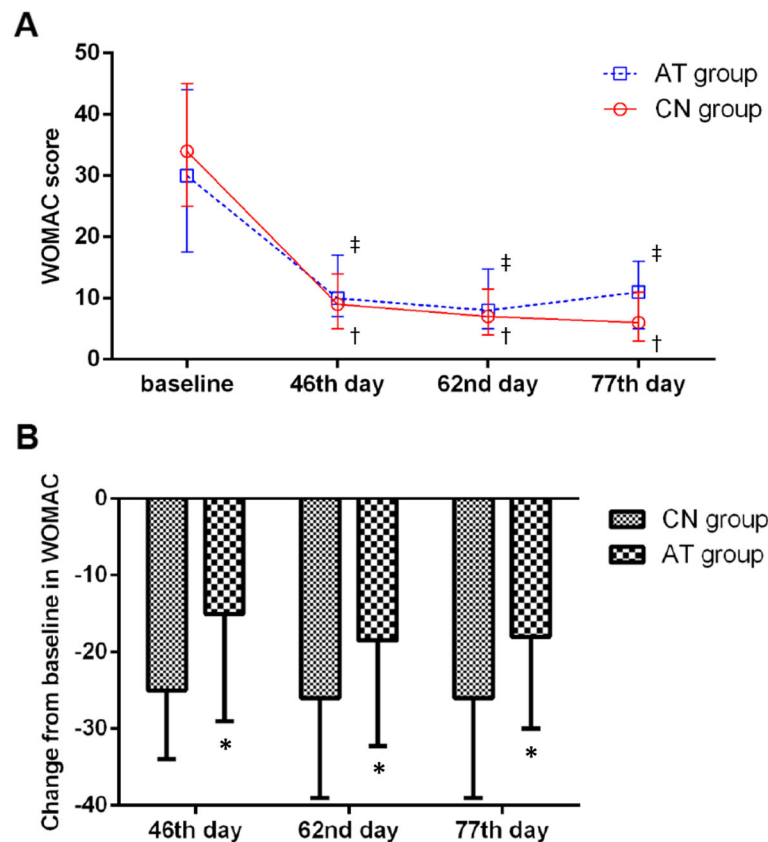 A
50
40
30
20
10
0
WOMAC score
AT group
CN group
‡
‡
‡
†
†
†
baseline 46th day 62nd day 77th day
B
0
-10
-20
-30
-40
Change from baseline in WOMAC
CN group
AT group
*
*
*
46th day 62nd day 77th day